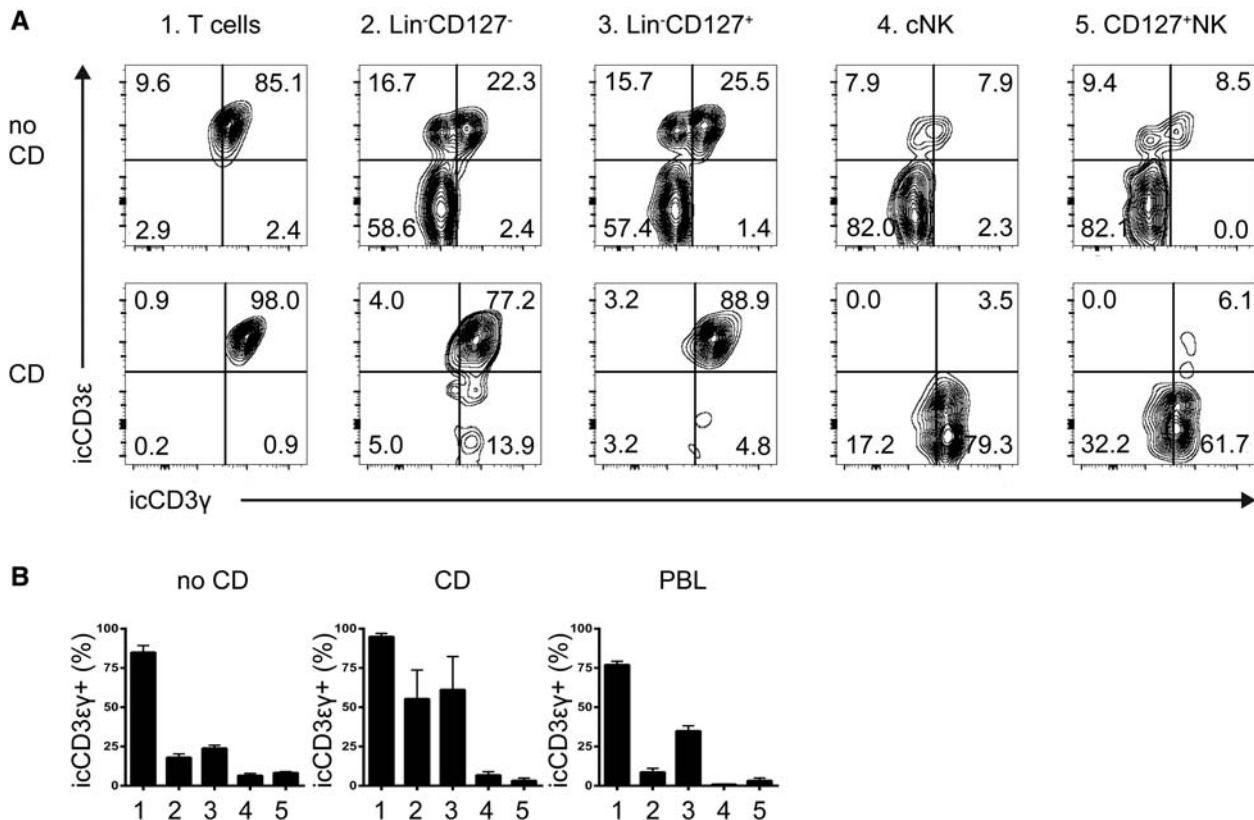 A
1. T cells 2. Lin⁻CD127⁻ 3. Lin⁻CD127⁺ 4. cNK 5. CD127⁺NK
no CD
9.6 85.1 16.7 22.3 15.7 25.5 7.9 7.9 9.4 8.5
2.9 2.4 58.6 2.4 57.4 1.4 82.0 2.3 82.1 0.0
CD
0.9 98.0 4.0 77.2 3.2 88.9 0.0 3.5 0.0 6.1
0.2 0.9 5.0 13.9 3.2 4.8 17.2 79.3 32.2 61.7
icCD3ε
icCD3γ
B
no CD CD PBL
icCD3εγ+ (%) icCD3εγ+ (%) icCD3εγ+ (%)
100 100 100
75 75 75
50 50 50
25 25 25
0 0 0
1 2 3 4 5 1 2 3 4 5 1 2 3 4 5